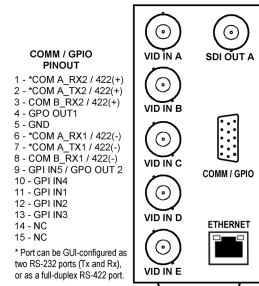 COMM / GPIO
PINOUT
1 - *COM A_RX2 / 422(+)
2 - *COM A_TX2 / 422(+)
3 - COM B_RX2 / 422(+)
4 - GPO OUT1
5 - GND
6 - *COM A_RX1 / 422(-)
7 - *COM A_TX1 / 422(-)
8 - COM B_RX1 / 422(-)
9 - GPI IN5 / GPO OUT 2
10 - GPI IN4
11 - GPI IN1
12 - GPI IN2
13 - GPI IN3
14 - NC
15 - NC
* Port can be GUI-configured as
two RS-232 ports (Tx and Rx),
or as a full-duplex RS-422 port.
VID IN A
SDI OUT A
VID IN B
VID IN C
COMM / GPIO
VID IN D
ETHERNET
VID IN E